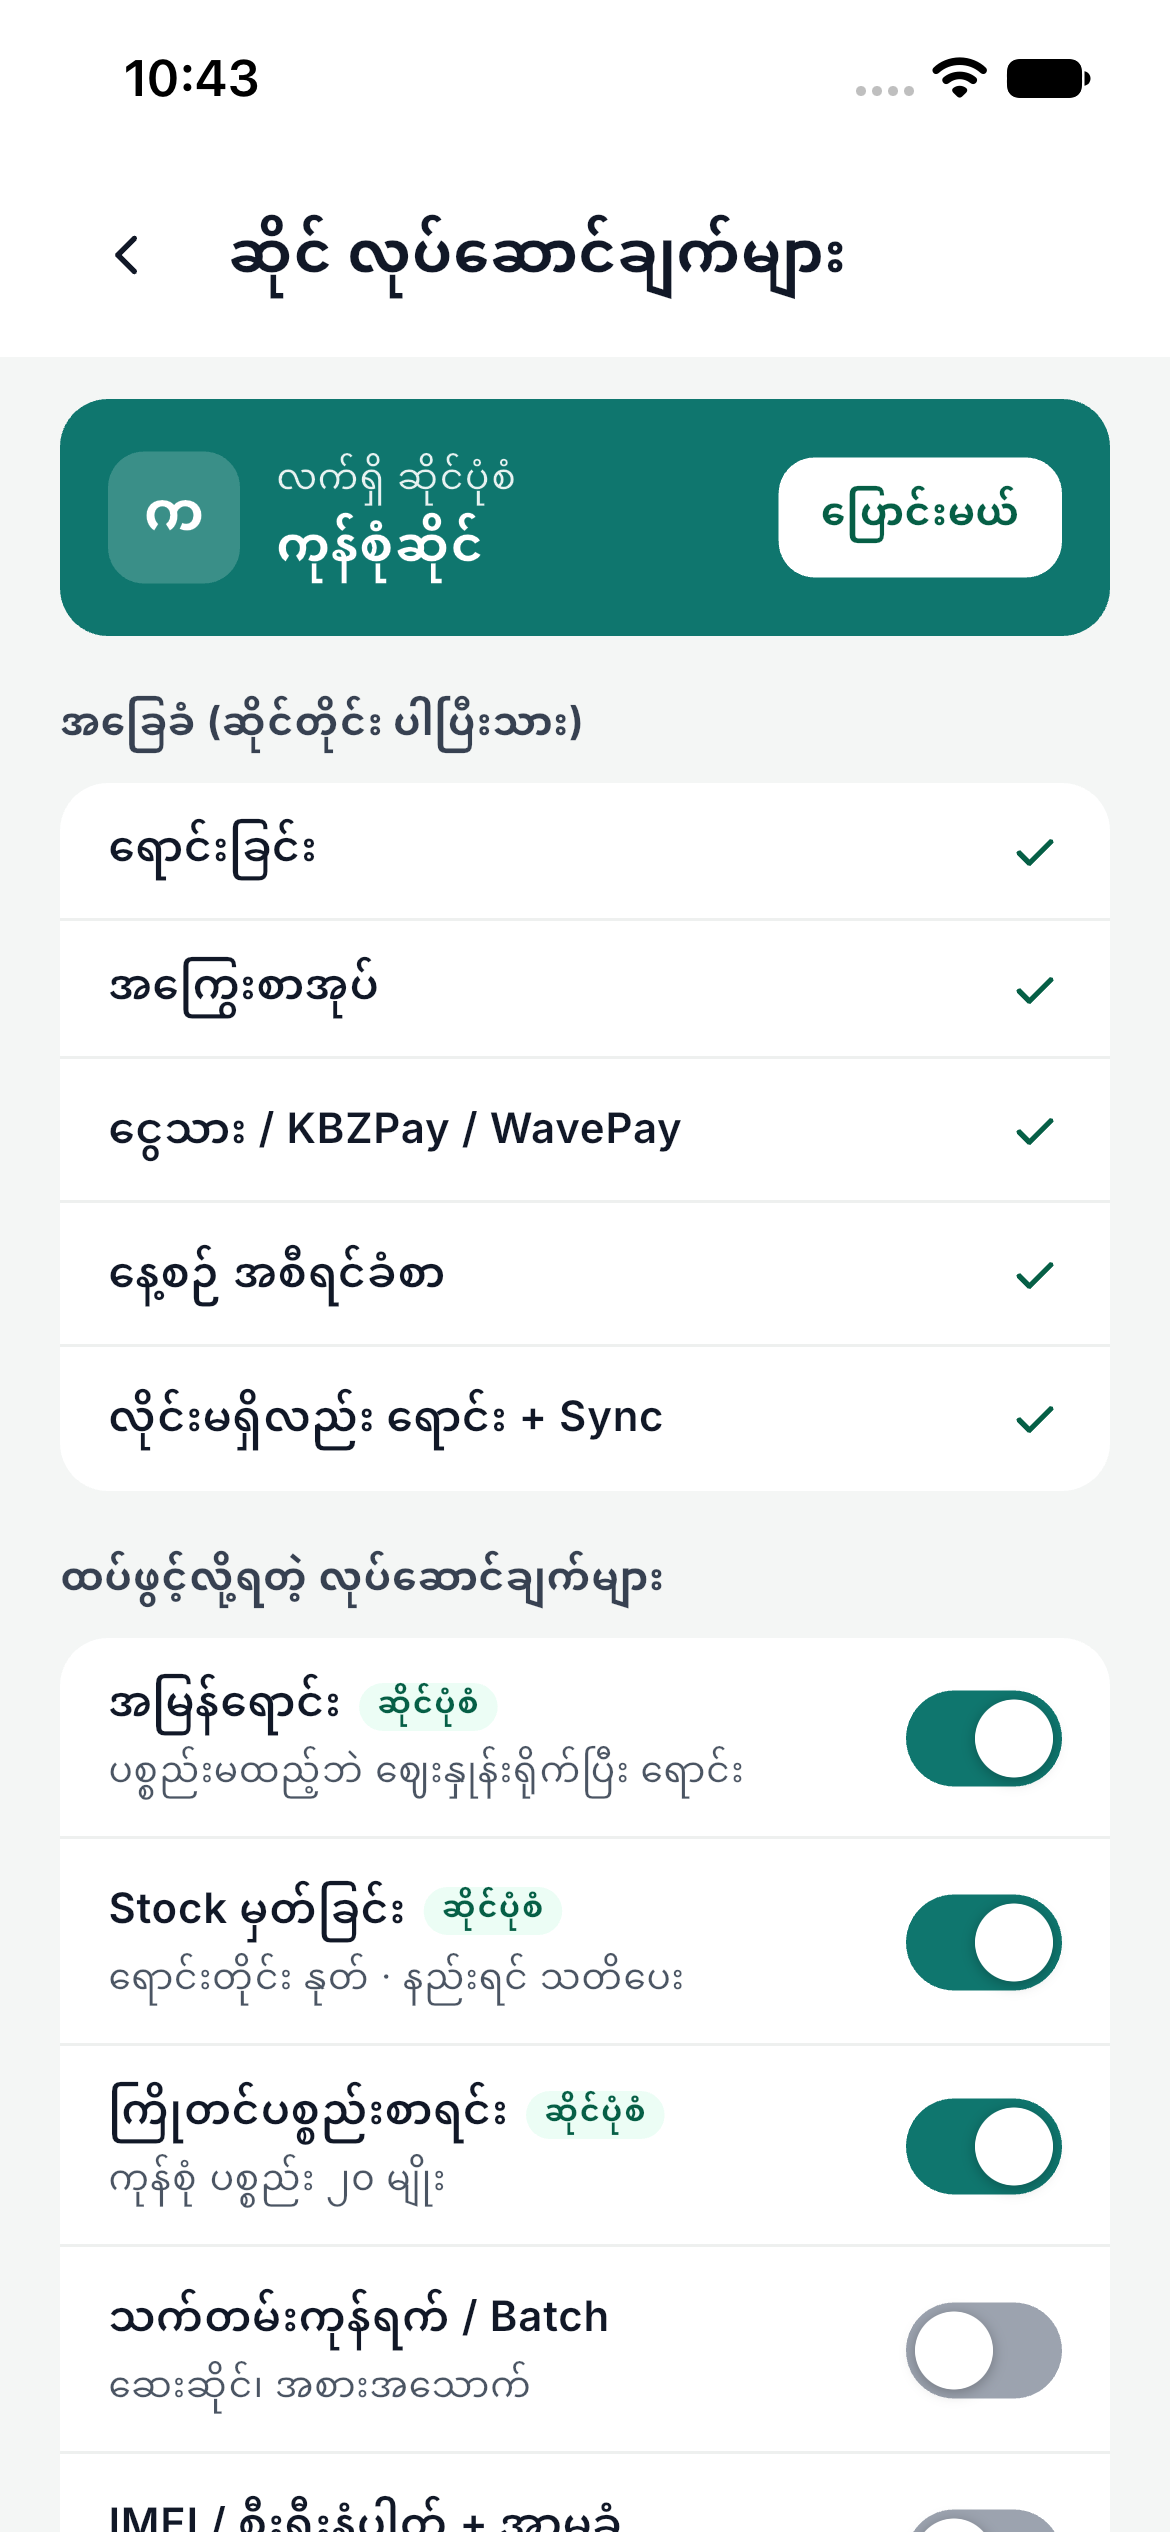 10:43
ဆိုင် လုပ်ဆောင်ချက်များ
က
လက်ရှိ ဆိုင်ပုံစံ
ကုန်စုံဆိုင်
ပြောင်းမယ်
အခြေခံ (ဆိုင်တိုင်း ပါပြီးသား)
ရောင်းခြင်း
အကြွေးစာအုပ်
ငွေသား / KBZPay / WavePay
နေ့စဉ် အစီရင်ခံစာ
လိုင်းမရှိလည်း ရောင်း + Sync
ထပ်ဖွင့်လို့ရတဲ့ လုပ်ဆောင်ချက်များ
အမြန်ရောင်း ဆိုင်ပုံစံ
ပစ္စည်းမထည့်ဘဲ ဈေးနှုန်းရိုက်ပြီး ရောင်း
Stock မှတ်ခြင်း ဆိုင်ပုံစံ
ရောင်းတိုင်း နုတ် · နည်းရင် သတိပေး
ကြိုတင်ပစ္စည်းစာရင်း ဆိုင်ပုံစံ
ကုန်စုံ ပစ္စည်း ၂၀ မျိုး
သက်တမ်းကုန်ရက် / Batch
ဆေးဆိုင်၊ အစားအသောက်
IMEI / စီးရီးနံပါတ် + အာမခံ